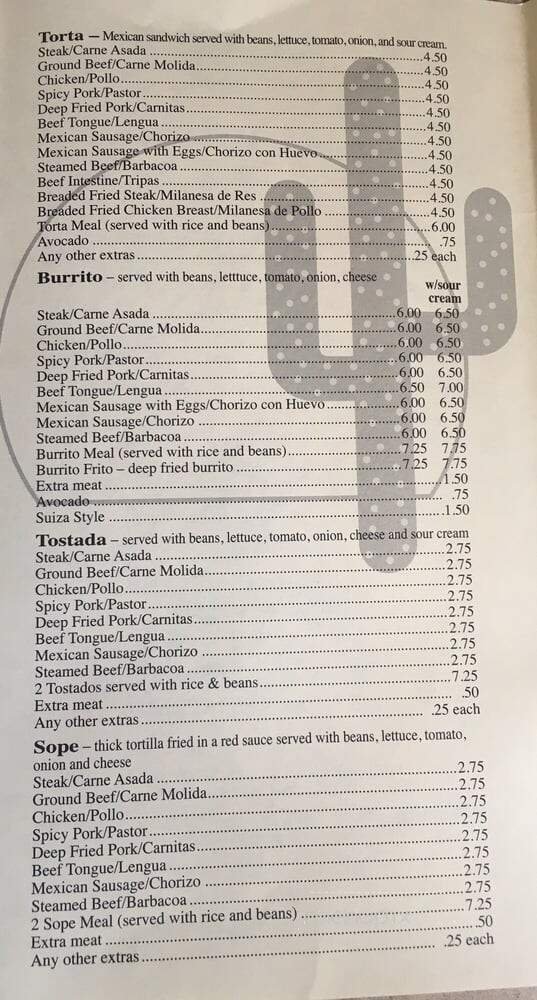 Torta – Mexican sandwich served with beans, lettuce, tomato, onion, and sour cream.
Steak/Carne Asada ... 4.50
Ground Beef/Carne Molida ... 4.50
Chicken/Pollo ... 4.50
Spicy Pork/Pastor ... 4.50
Deep Fried Pork/Carnitas ... 4.50
Beef Tongue/Lengua ... 4.50
Mexican Sausage/Chorizo ... 4.50
Mexican Sausage with Eggs/Chorizo con Huevo ... 4.50
Steamed Beef/Barbacoa ... 4.50
Beef Intestine/Tripas ... 4.50
Breaded Fried Steak/Milanesa de Res ... 4.50
Breaded Fried Chicken Breast/Milanesa de Pollo ... 4.50
Torta Meal (served with rice and beans) ... 6.00
Avocado ... .75
Any other extras ... .25 each
Burrito – served with beans, letttuce, tomato, onion, cheese
w/sour
cream
Steak/Carne Asada ... 6.00 6.50
Ground Beef/Carne Molida ... 6.00 6.50
Chicken/Pollo ... 6.00 6.50
Spicy Pork/Pastor ... 6.00 6.50
Deep Fried Pork/Carnitas ... 6.00 6.50
Beef Tongue/Lengua ... 6.50 7.00
Mexican Sausage with Eggs/Chorizo con Huevo ... 6.00 6.50
Mexican Sausage/Chorizo ... 6.00 6.50
Steamed Beef/Barbacoa ... 6.00 6.50
Burrito Meal (served with rice and beans) ... 7.25 7.75
Burrito Frito – deep fried burrito ... 7.25 7.75
Extra meat ... 1.50
Avocado ... .75
Suiza Style ... 1.50
Tostada – served with beans, lettuce, tomato, onion, cheese and sour cream
Steak/Carne Asada ... 2.75
Ground Beef/Carne Molida ... 2.75
Chicken/Pollo ... 2.75
Spicy Pork/Pastor ... 2.75
Deep Fried Pork/Carnitas ... 2.75
Beef Tongue/Lengua ... 2.75
Mexican Sausage/Chorizo ... 2.75
Steamed Beef/Barbacoa ... 2.75
2 Tostados served with rice & beans ... 7.25
Extra meat ... .50
Any other extras ... .25 each
Sope – thick tortilla fried in a red sauce served with beans, lettuce, tomato,
onion and cheese
Steak/Carne Asada ... 2.75
Ground Beef/Carne Molida ... 2.75
Chicken/Pollo ... 2.75
Spicy Pork/Pastor ... 2.75
Deep Fried Pork/Carnitas ... 2.75
Beef Tongue/Lengua ... 2.75
Mexican Sausage/Chorizo ... 2.75
Steamed Beef/Barbacoa ... 2.75
2 Sope Meal (served with rice and beans) ... 7.25
Extra meat ... .50
Any other extras ... .25 each